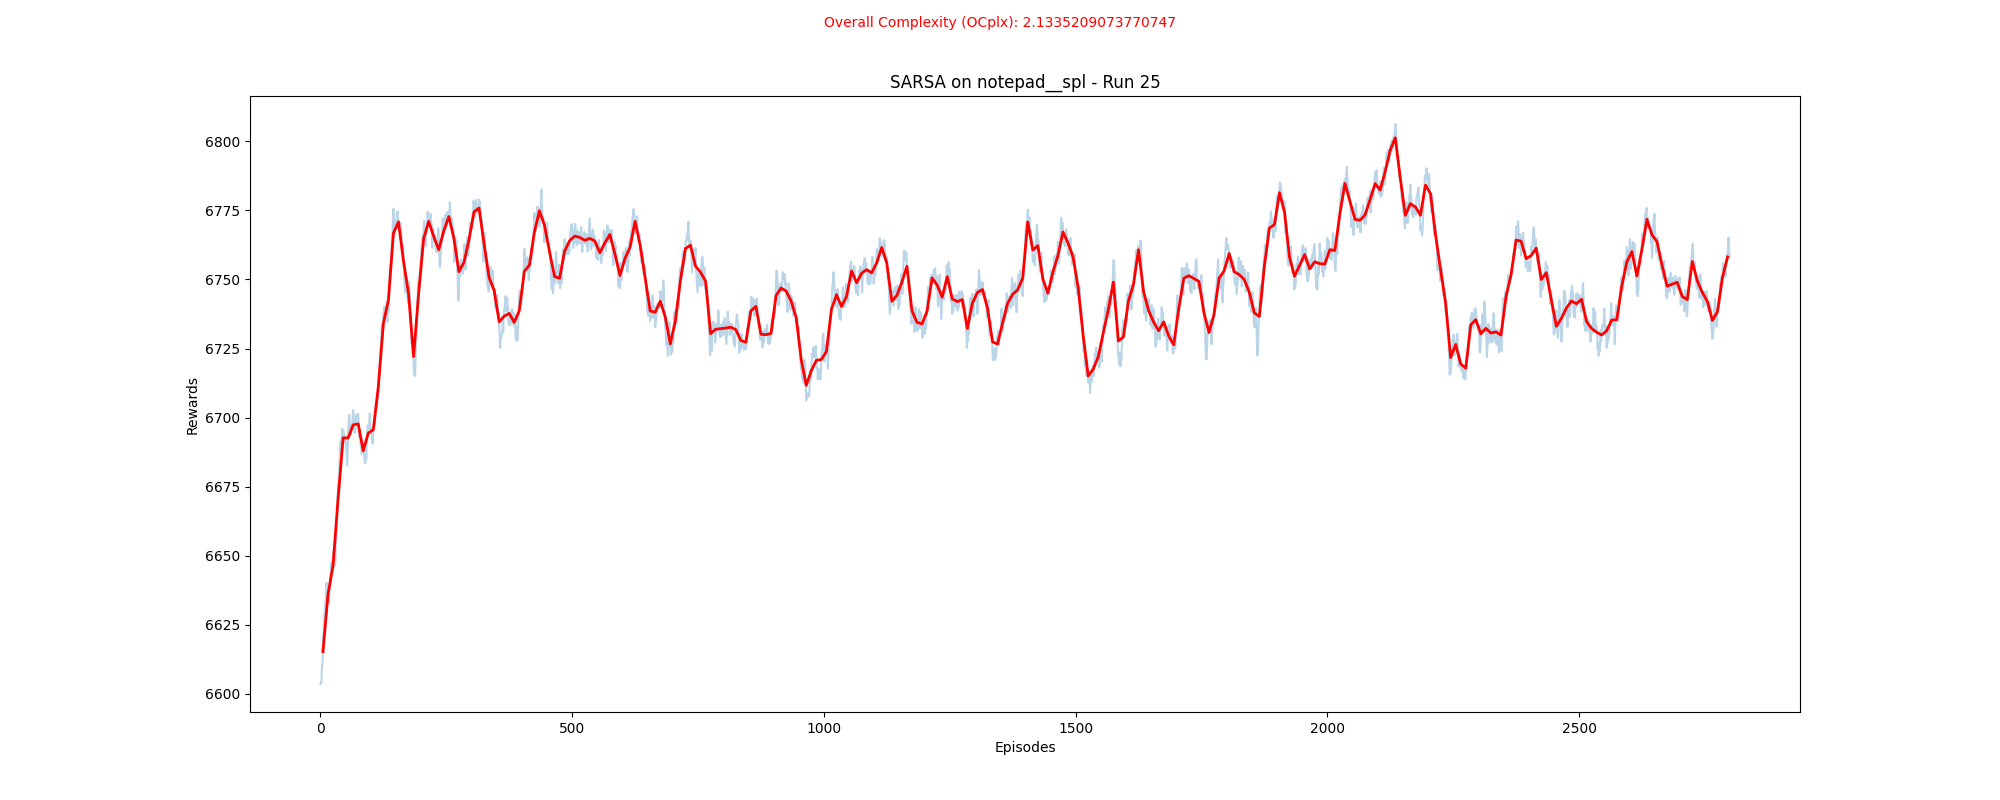 Overall Complexity (OCplx): 2.1335209073770747
SARSA on notepad__spl - Run 25
6800
6775
6750
6725
6700
6675
6650
6625
6600
Rewards
0 500 1000 1500 2000 2500
Episodes